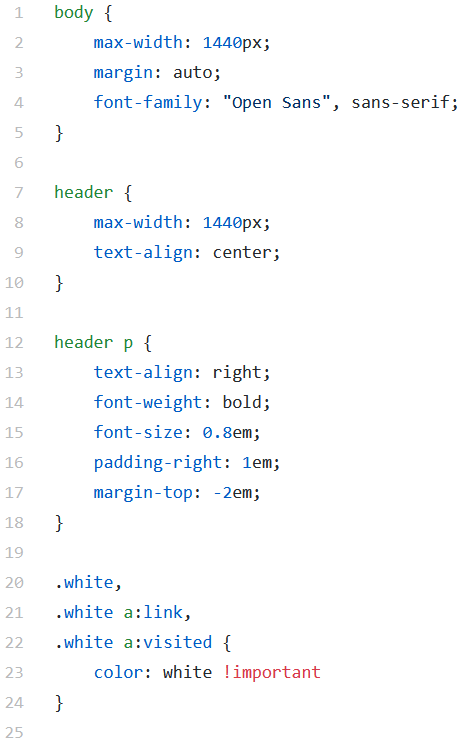 1 body {
2     max-width: 1440px;
3     margin: auto;
4     font-family: "Open Sans", sans-serif;
5 }
6
7 header {
8     max-width: 1440px;
9     text-align: center;
10 }
11
12 header p {
13     text-align: right;
14     font-weight: bold;
15     font-size: 0.8em;
16     padding-right: 1em;
17     margin-top: -2em;
18 }
19
20 .white,
21 .white a:link,
22 .white a:visited {
23     color: white !important
24 }
25